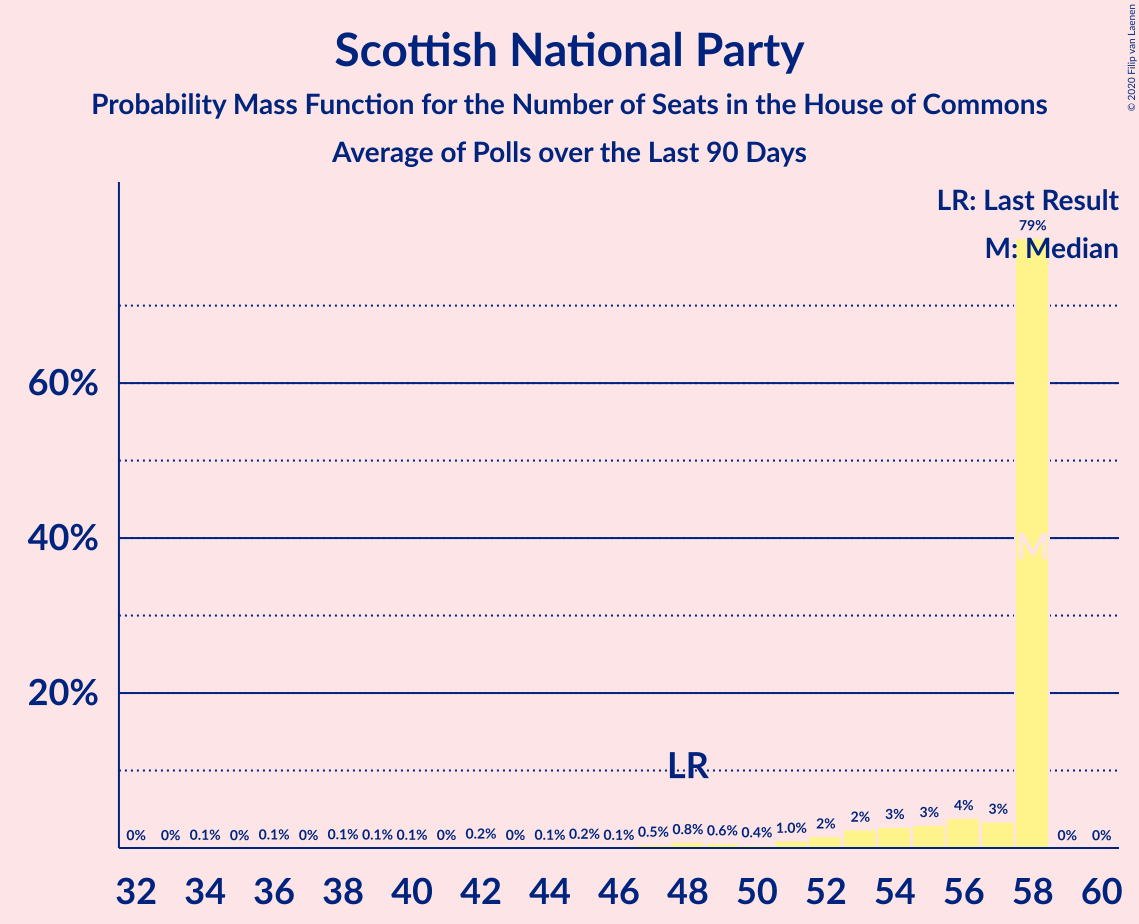 Scottish National Party
Probability Mass Function for the Number of Seats in the House of Commons
Average of Polls over the Last 90 Days
© 2020 Filip van Laenen
LR: Last Result
79%
M: Median
60%
40%
M
20%
LR
0% 0% 0.1% 0% 0.1% 0% 0.1% 0.1% 0.1% 0% 0.2% 0% 0.1% 0.2% 0.1% 0.5% 0.8% 0.6% 0.4% 1.0% 2% 2% 3% 3% 4% 3% 0% 0%
32 34 36 38 40 42 44 46 48 50 52 54 56 58 60